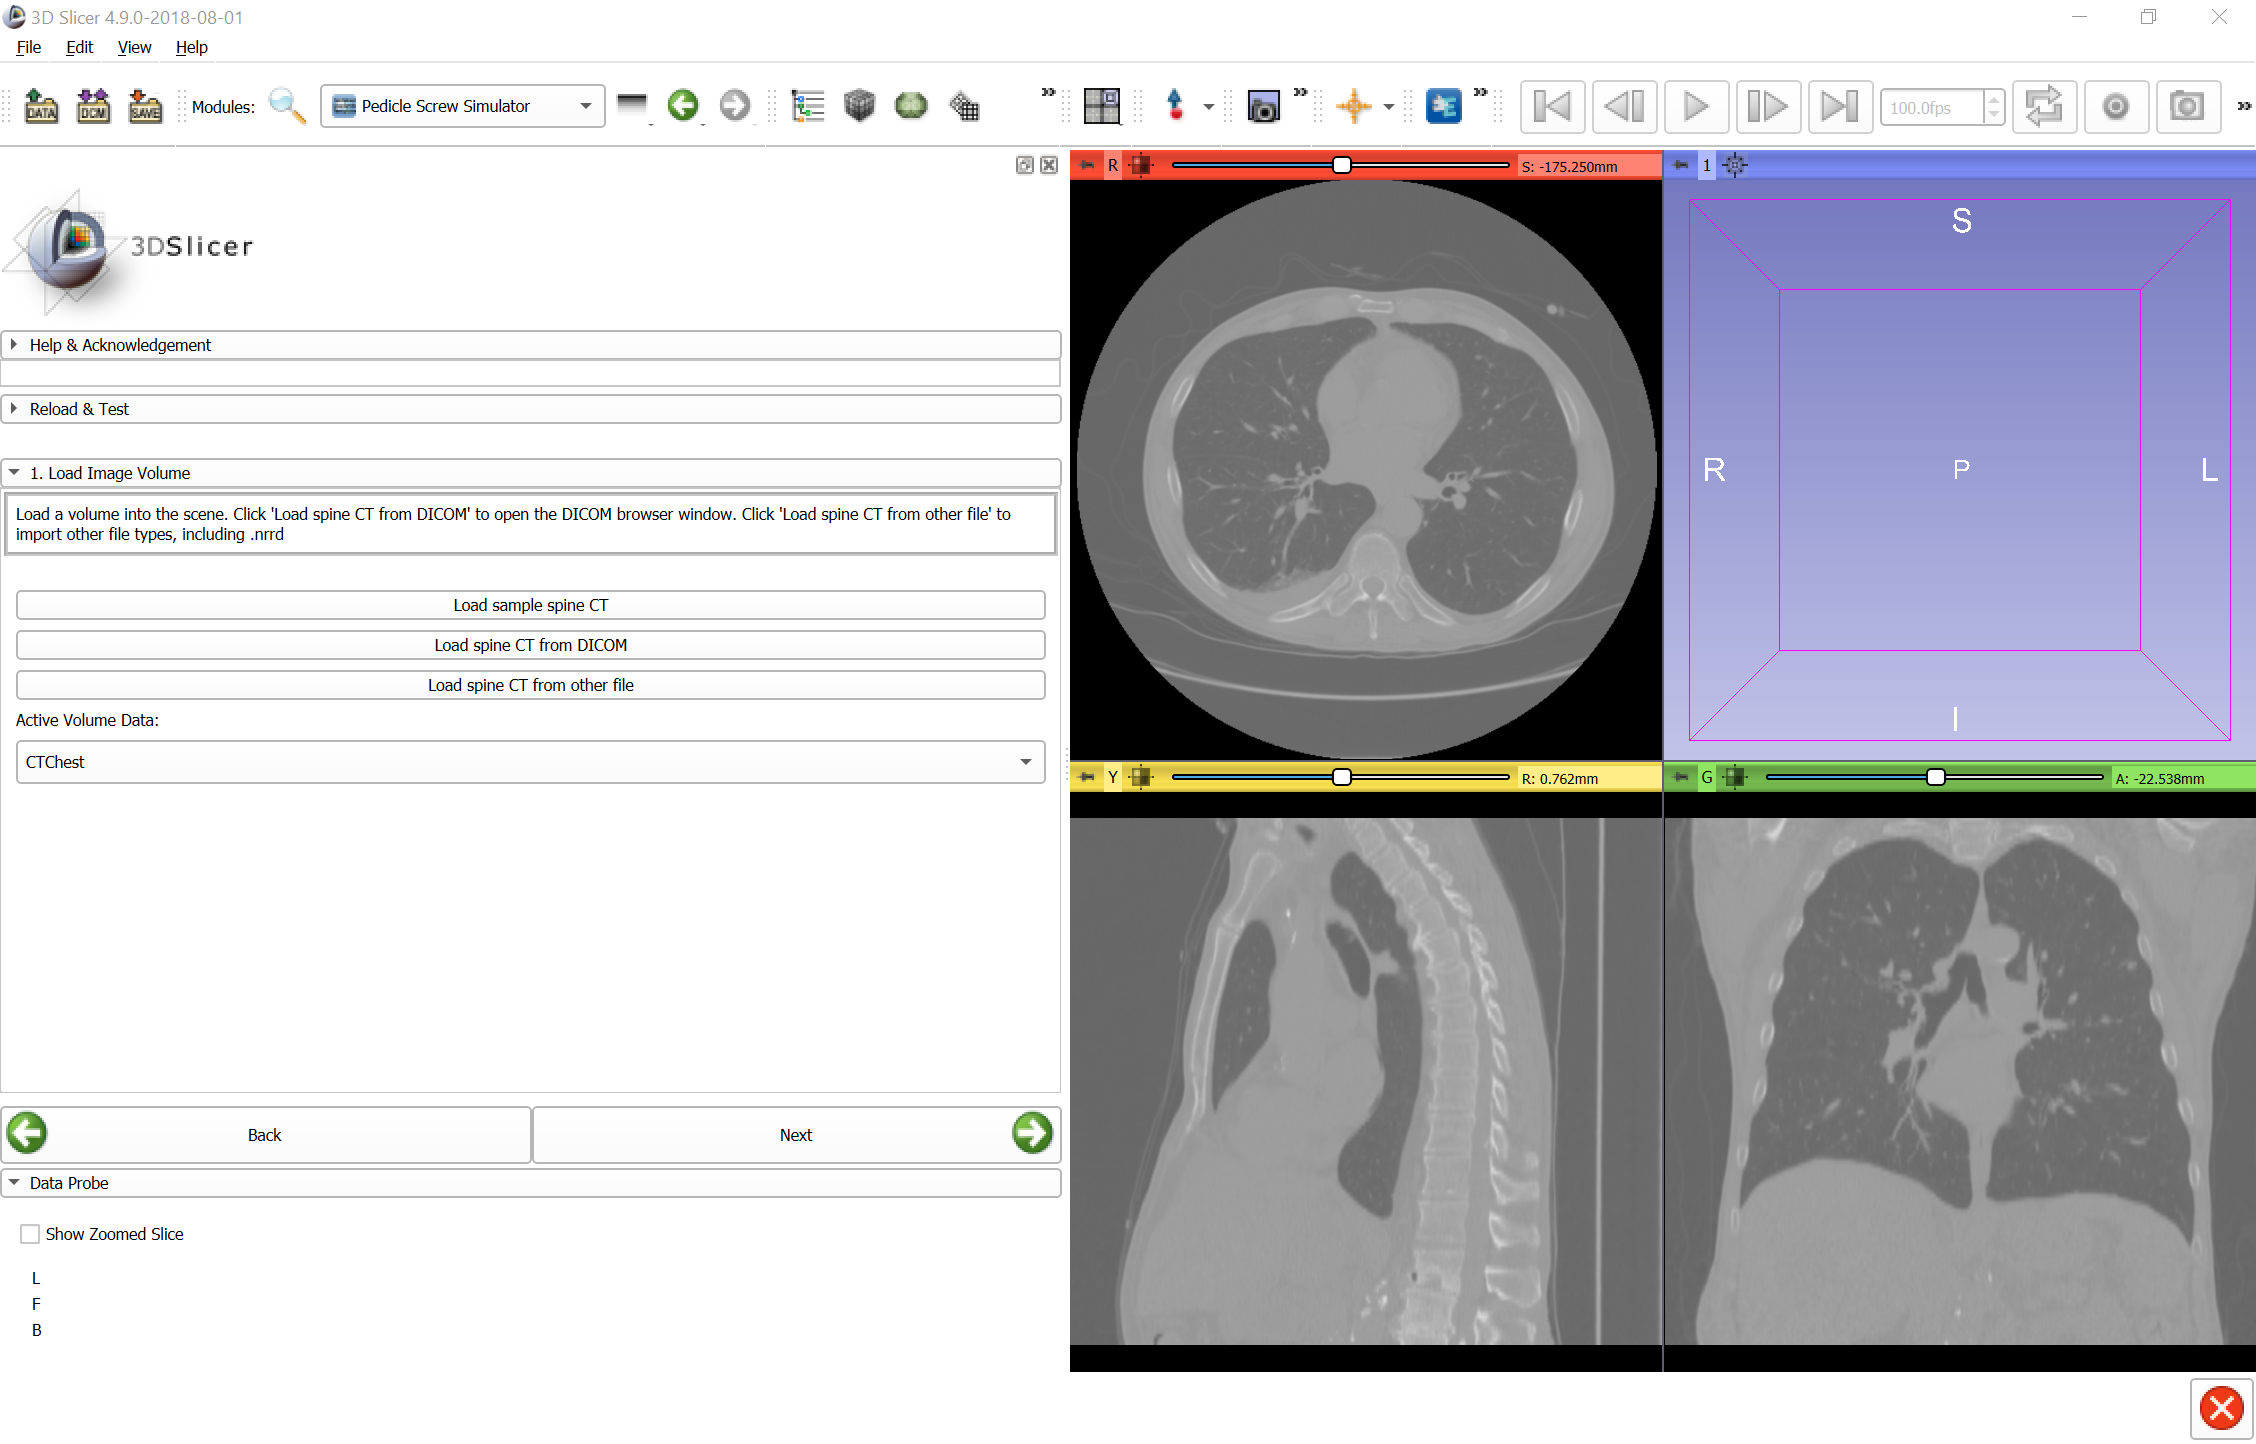 3D Slicer 4.9.0-2018-08-01
File Edit View Help
DATA DCM SAVE Modules: Pedicle Screw Simulator 100.0fps
3DSlicer
Help & Acknowledgement
Reload & Test
1. Load Image Volume
Load a volume into the scene. Click 'Load spine CT from DICOM' to open the DICOM browser window. Click 'Load spine CT from other file' to
import other file types, including .nrrd
Load sample spine CT
Load spine CT from DICOM
Load spine CT from other file
Active Volume Data:
CTChest
Back Next
Data Probe
Show Zoomed Slice
L
F
B
R S: -175.250mm
1
S
R P L
I
Y R: 0.762mm
G A: -22.538mm